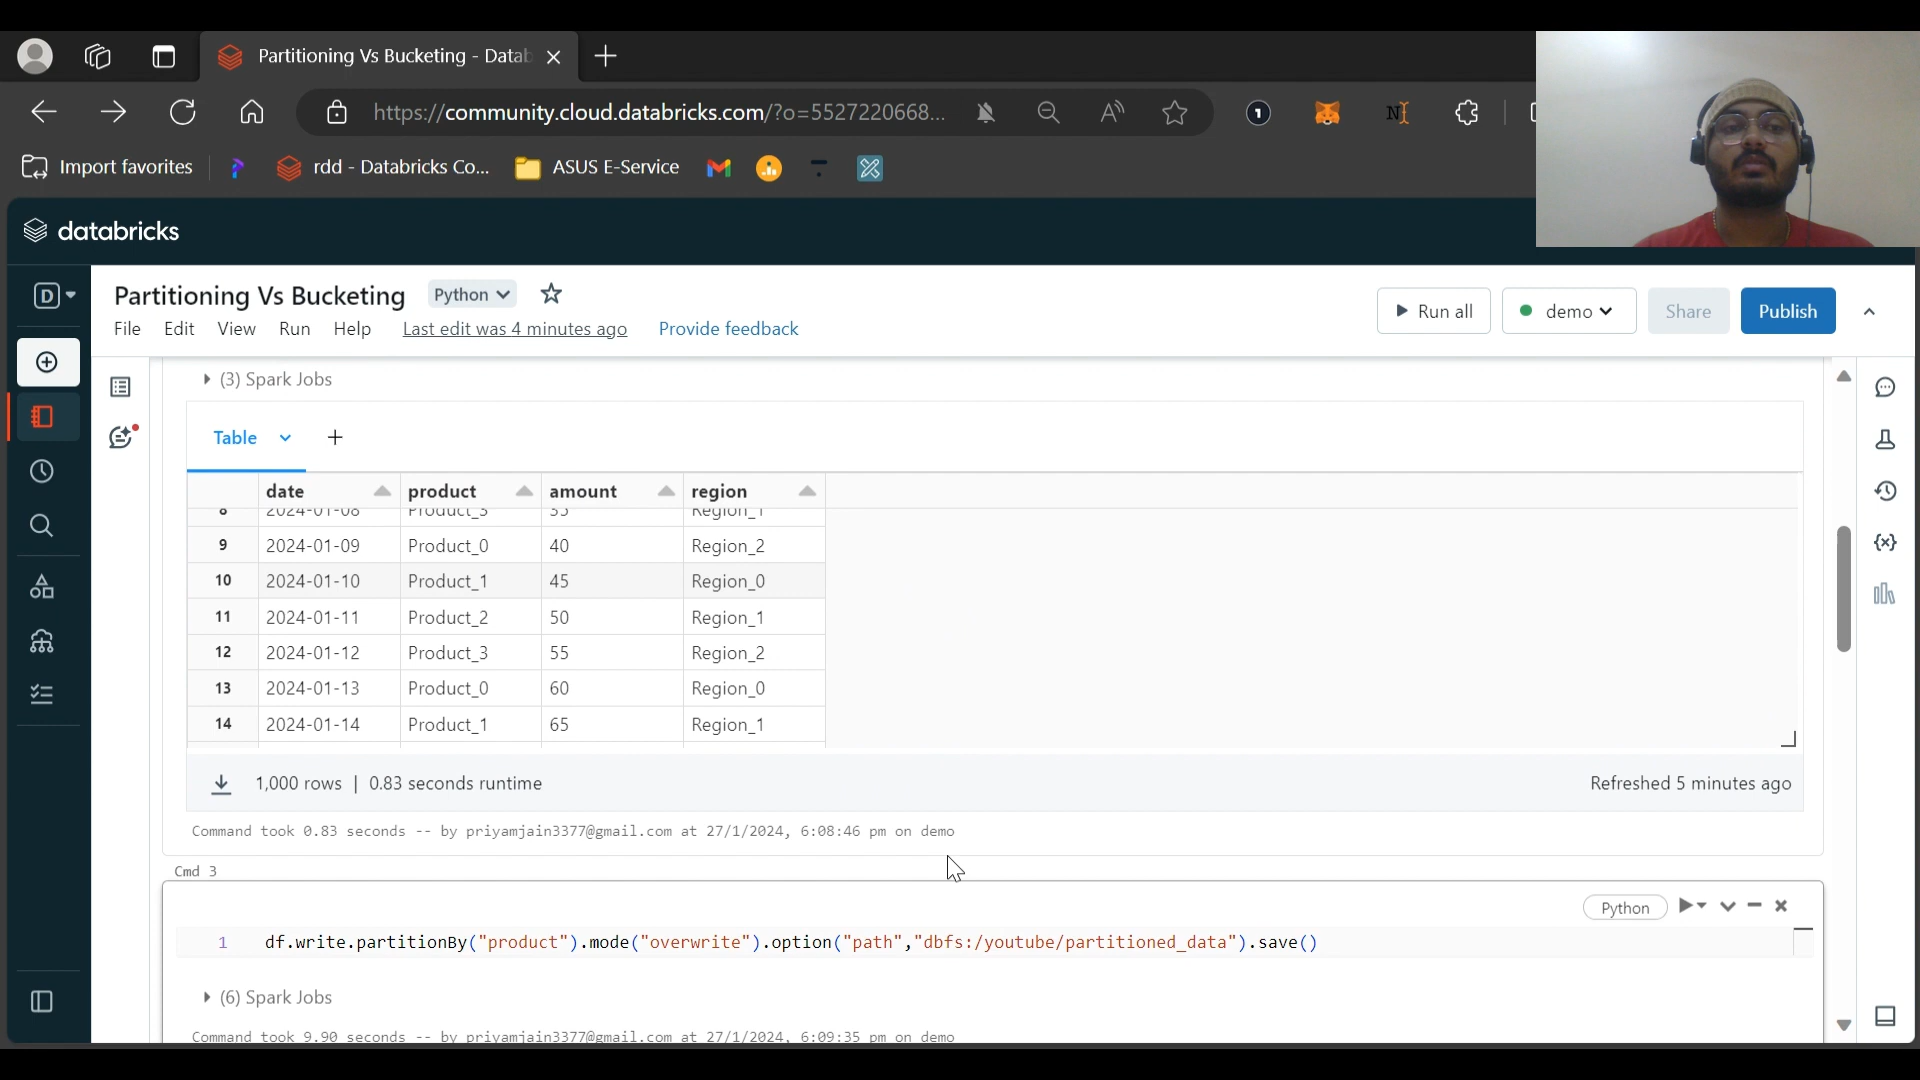 Partitioning Vs Bucketing - Datab
https://community.cloud.databricks.com/?o=5527220668...
Import favorites
rdd - Databricks Co...
ASUS E-Service
databricks
D
Partitioning Vs Bucketing
Python
File Edit View Run Help Last edit was 4 minutes ago Provide feedback
Run all
demo
Share
Publish
(3) Spark Jobs
Table
date product amount region
8 2024-01-08 Product_3 35 Region_1
9 2024-01-09 Product_0 40 Region_2
10 2024-01-10 Product_1 45 Region_0
11 2024-01-11 Product_2 50 Region_1
12 2024-01-12 Product_3 55 Region_2
13 2024-01-13 Product_0 60 Region_0
14 2024-01-14 Product_1 65 Region_1
1,000 rows | 0.83 seconds runtime
Refreshed 5 minutes ago
Command took 0.83 seconds -- by priyamjain3377@gmail.com at 27/1/2024, 6:08:46 pm on demo
Cmd 3
Python
1 df.write.partitionBy("product").mode("overwrite").option("path","dbfs:/youtube/partitioned_data").save()
(6) Spark Jobs
Command took 9.90 seconds -- by priyamjain3377@gmail.com at 27/1/2024, 6:09:35 pm on demo